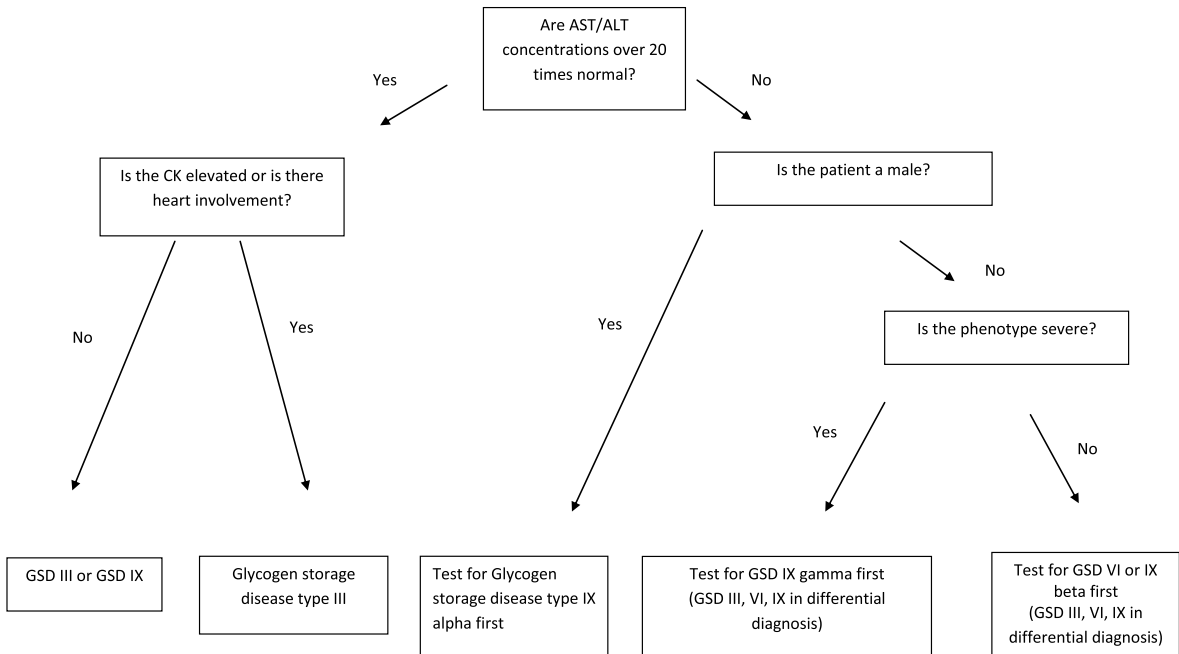 Are AST/ALT
concentrations over 20
times normal?
Yes
No
Is the CK elevated or is there
heart involvement?
Is the patient a male?
No
Is the phenotype severe?
No
Yes
Yes
Yes
No
GSD III or GSD IX
Glycogen storage
disease type III
Test for Glycogen
storage disease type IX
alpha first
Test for GSD IX gamma first
(GSD III, VI, IX in differential
diagnosis)
Test for GSD VI or IX
beta first
(GSD III, VI, IX in
differential diagnosis)